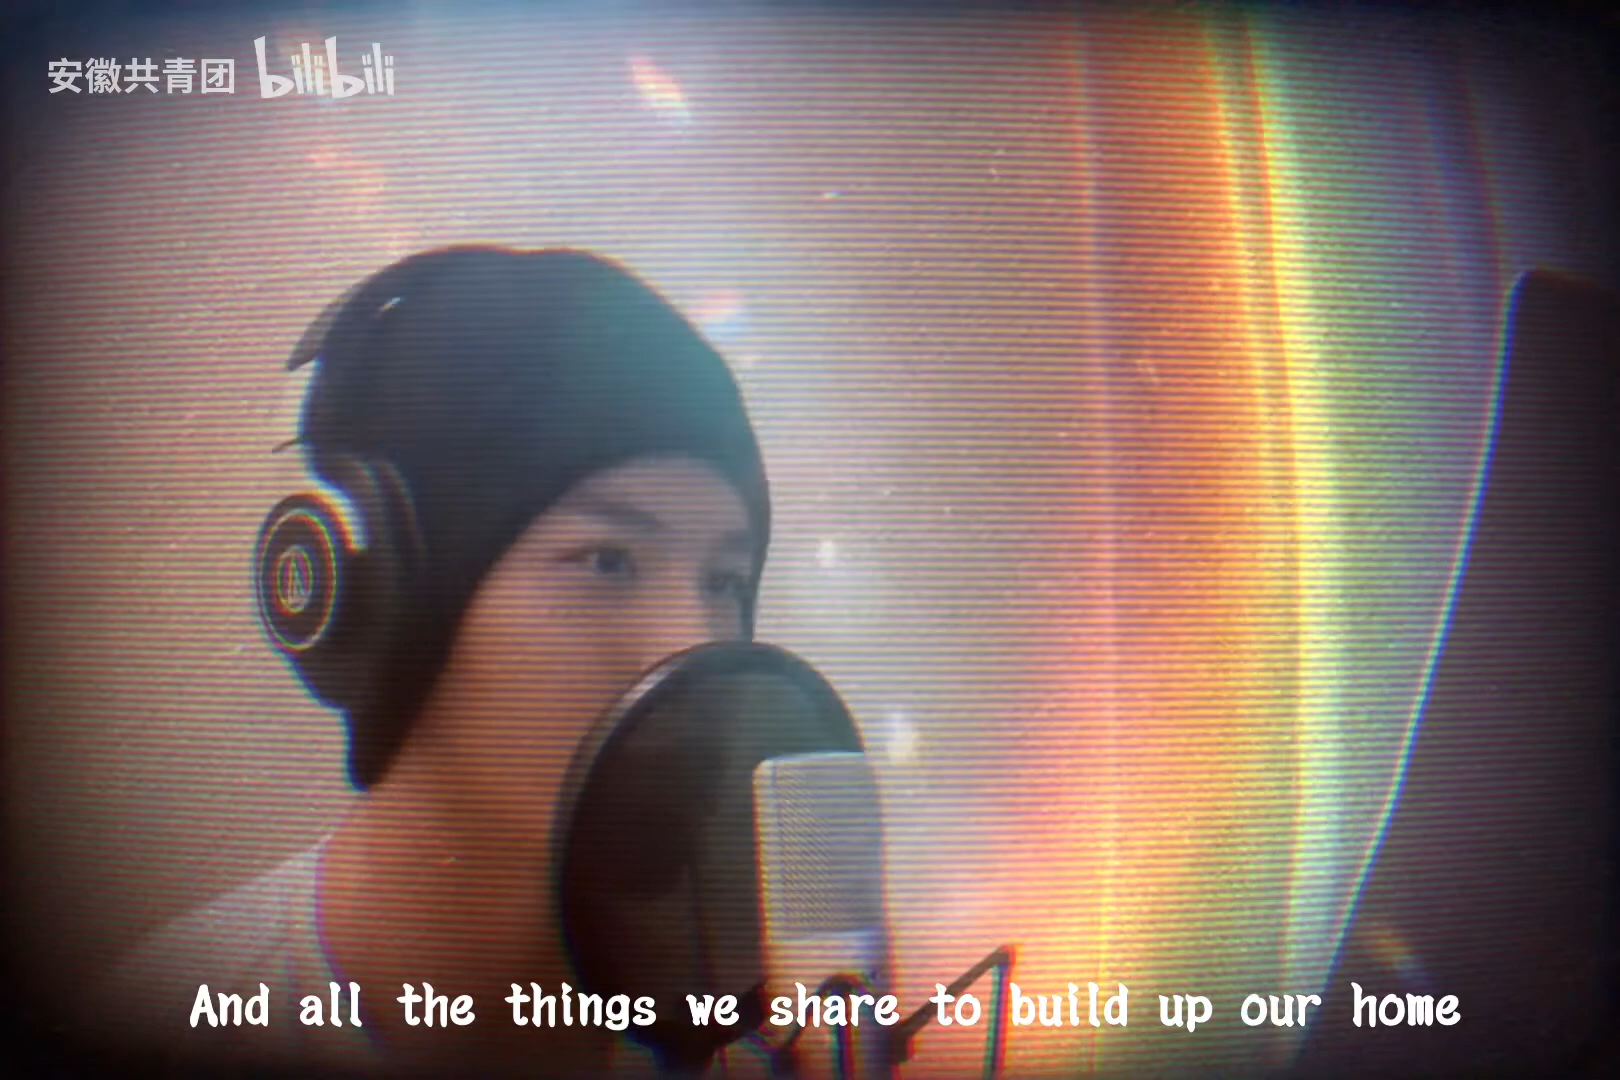 安徽共青团 bilibili
And all the things we share to build up our home